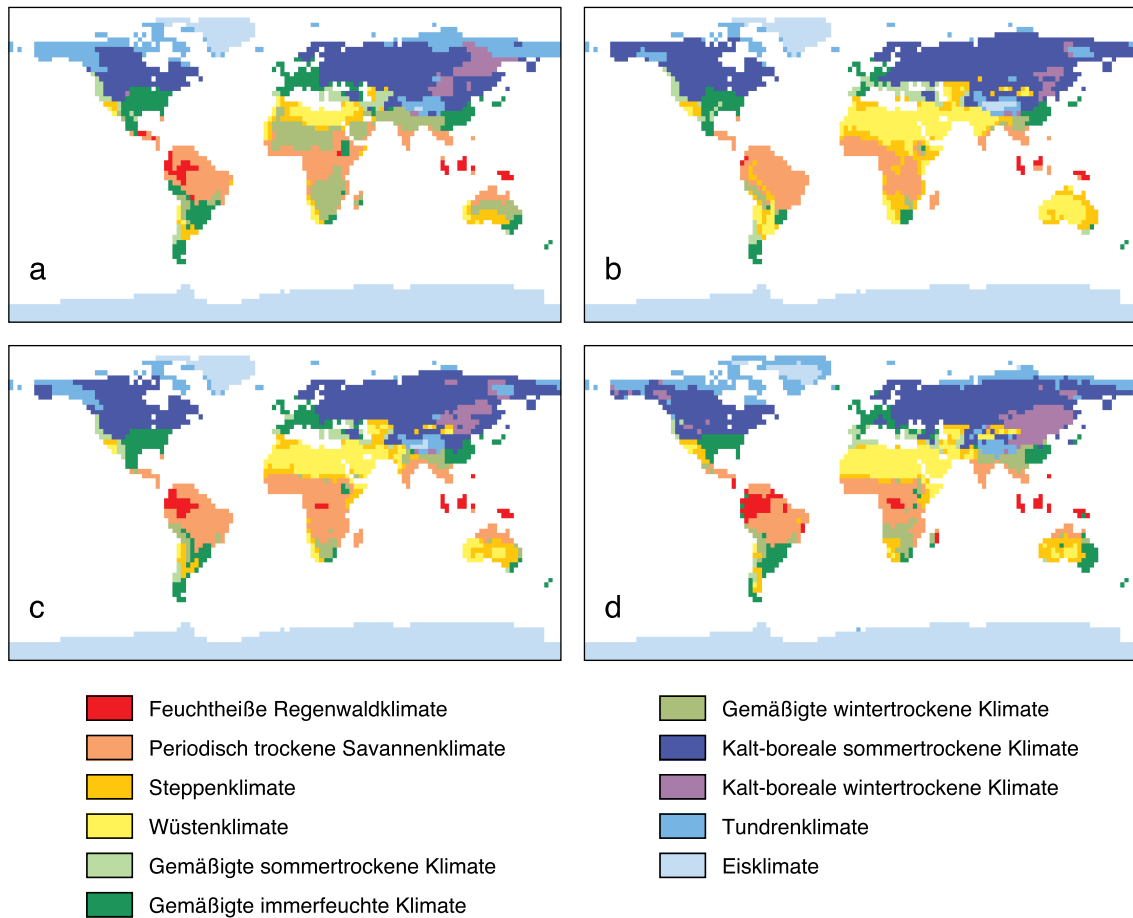 a
b
c
d
Feuchtheiße Regenwaldklimate
Periodisch trockene Savannenklimate
Steppenklimate
Wüstenklimate
Gemäßigte sommertrockene Klimate
Gemäßigte immerfeuchte Klimate
Gemäßigte wintertrockene Klimate
Kalt-boreale sommertrockene Klimate
Kalt-boreale wintertrockene Klimate
Tundrenklimate
Eisklimate